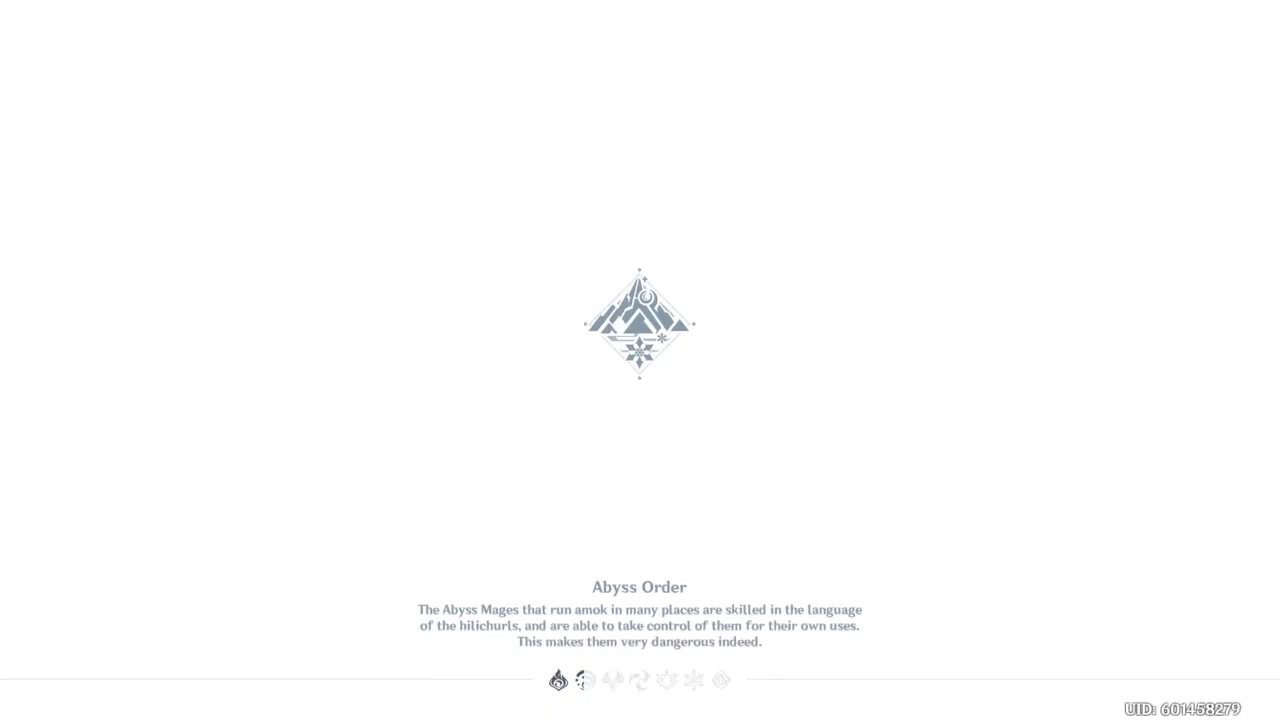 Abyss Order
The Abyss Mages that run amok in many places are skilled in the language
of the hilichurls, and are able to take control of them for their own uses.
This makes them very dangerous indeed.
UID: 601458279